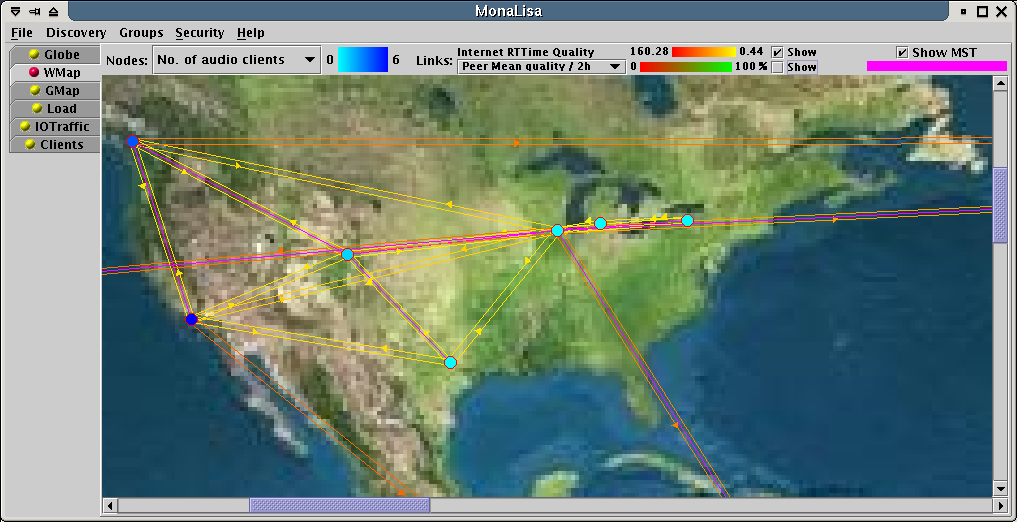 MonaLisa
File Discovery Groups Security Help
Globe
WMap
GMap
Load
IOTraffic
Clients
Nodes: No. of audio clients 0 6 Links:
Internet RTTime Quality 160.28 0.44 Show
Peer Mean quality / 2h 0 100 % Show
Show MST